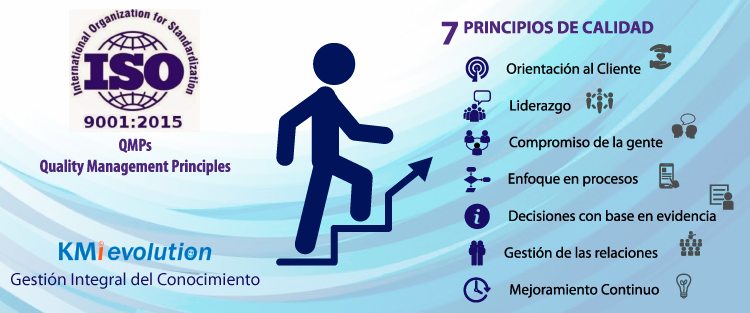 International Organization for Standardization
ISO
9001:2015
QMPs
Quality Management Principles
KMi evolution
Gestión Integral del Conocimiento
7 PRINCIPIOS DE CALIDAD
Orientación al Cliente
Liderazgo
Compromiso de la gente
Enfoque en procesos
Decisiones con base en evidencia
Gestión de las relaciones
Mejoramiento Continuo